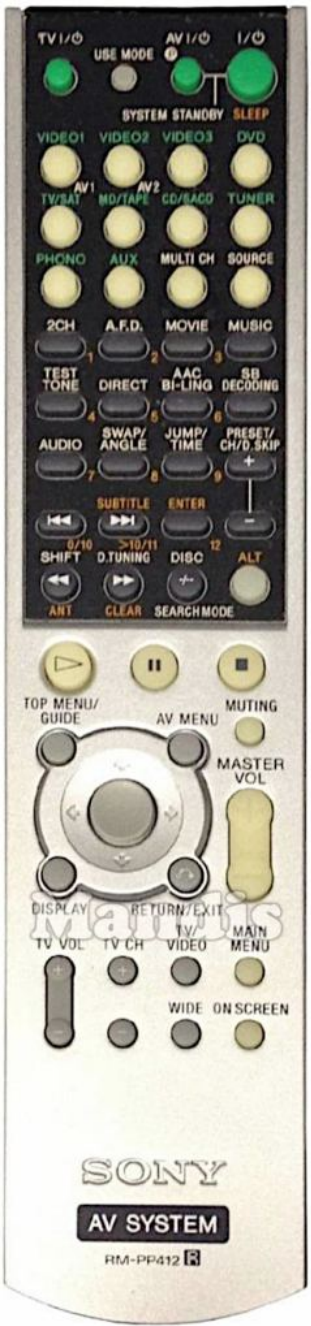 TV I/⏻ AV I/⏻ I/⏻
USE MODE P
SYSTEM STANDBY SLEEP
VIDEO1 VIDEO2 VIDEO3 DVD
AV1 AV2
TV/SAT MD/TAPE CD/SACD TUNER
PHONO AUX MULTI CH SOURCE
2CH A.F.D. MOVIE MUSIC
1 2 3
TEST TONE DIRECT AAC BI-LING SB DECODING
4 5 6
AUDIO SWAP/ANGLE JUMP/TIME PRESET/CH/D.SKIP
7 8 9 +
SUBTITLE ENTER
0/10 >10/11 12 −
SHIFT D.TUNING DISC ALT
-/--
ANT CLEAR SEARCH MODE
TOP MENU/GUIDE AV MENU MUTING
MASTER VOL
DISPLAY RETURN/EXIT
Mandis
TV VOL TV CH TV/VIDEO MAIN MENU
+ +
− − WIDE ON SCREEN
SONY
AV SYSTEM
RM-PP412 R